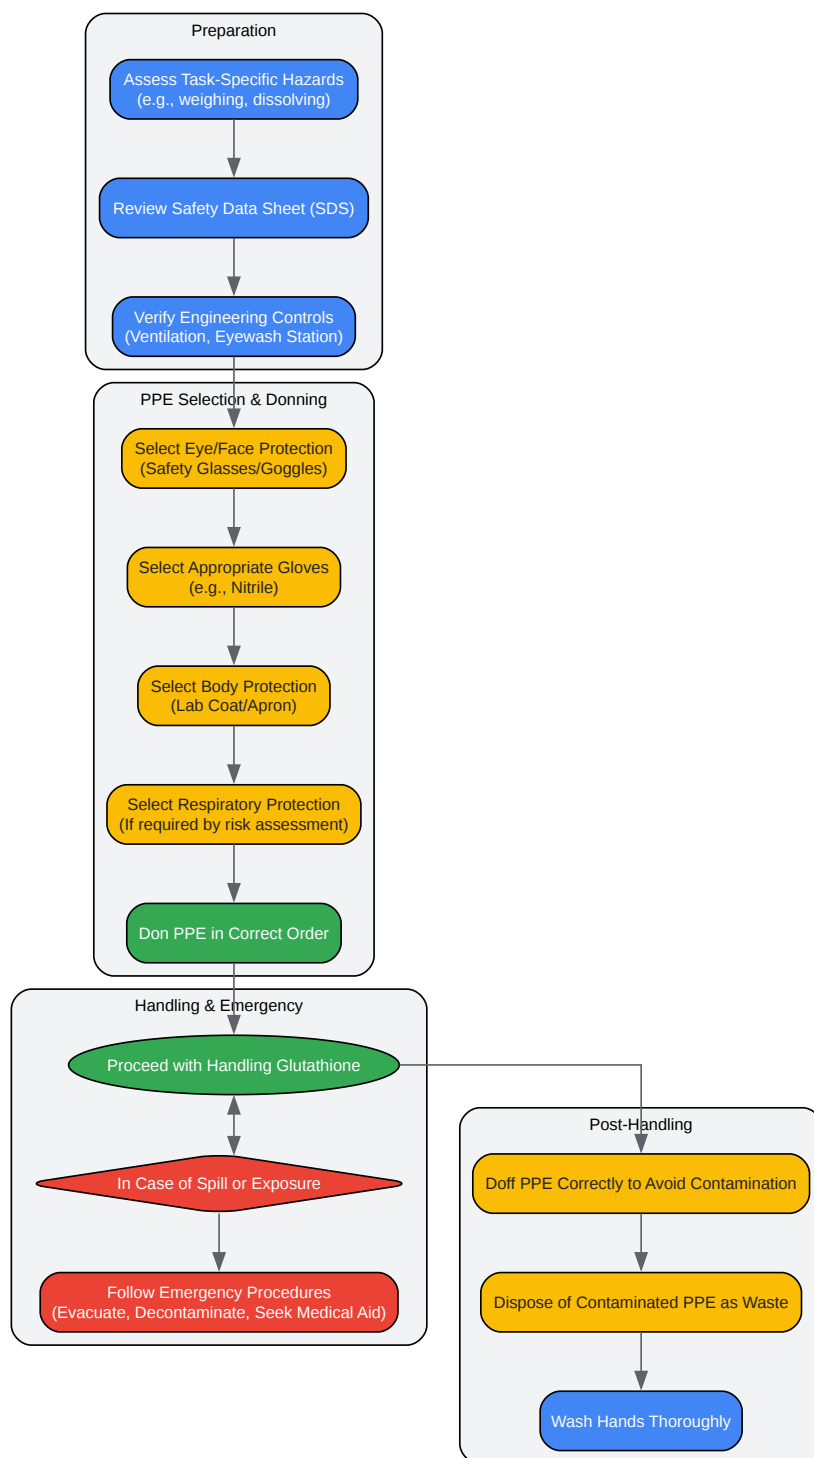 Preparation
Assess Task-Specific Hazards
(e.g., weighing, dissolving)
Review Safety Data Sheet (SDS)
Verify Engineering Controls
(Ventilation, Eyewash Station)
PPE Selection & Donning
Select Eye/Face Protection
(Safety Glasses/Goggles)
Select Appropriate Gloves
(e.g., Nitrile)
Select Body Protection
(Lab Coat/Apron)
Select Respiratory Protection
(If required by risk assessment)
Don PPE in Correct Order
Handling & Emergency
Proceed with Handling Glutathione
In Case of Spill or Exposure
Follow Emergency Procedures
(Evacuate, Decontaminate, Seek Medical Aid)
Post-Handling
Doff PPE Correctly to Avoid Contamination
Dispose of Contaminated PPE as Waste
Wash Hands Thoroughly